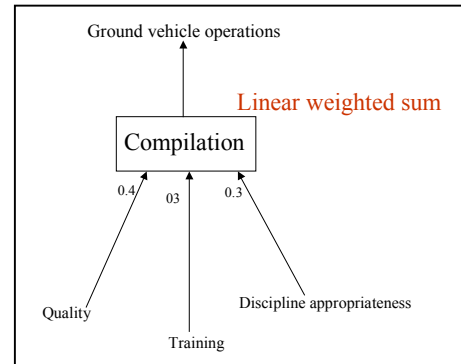 Ground vehicle operations
Linear weighted sum
Compilation
0.4
03
0.3
Quality
Discipline appropriateness
Training